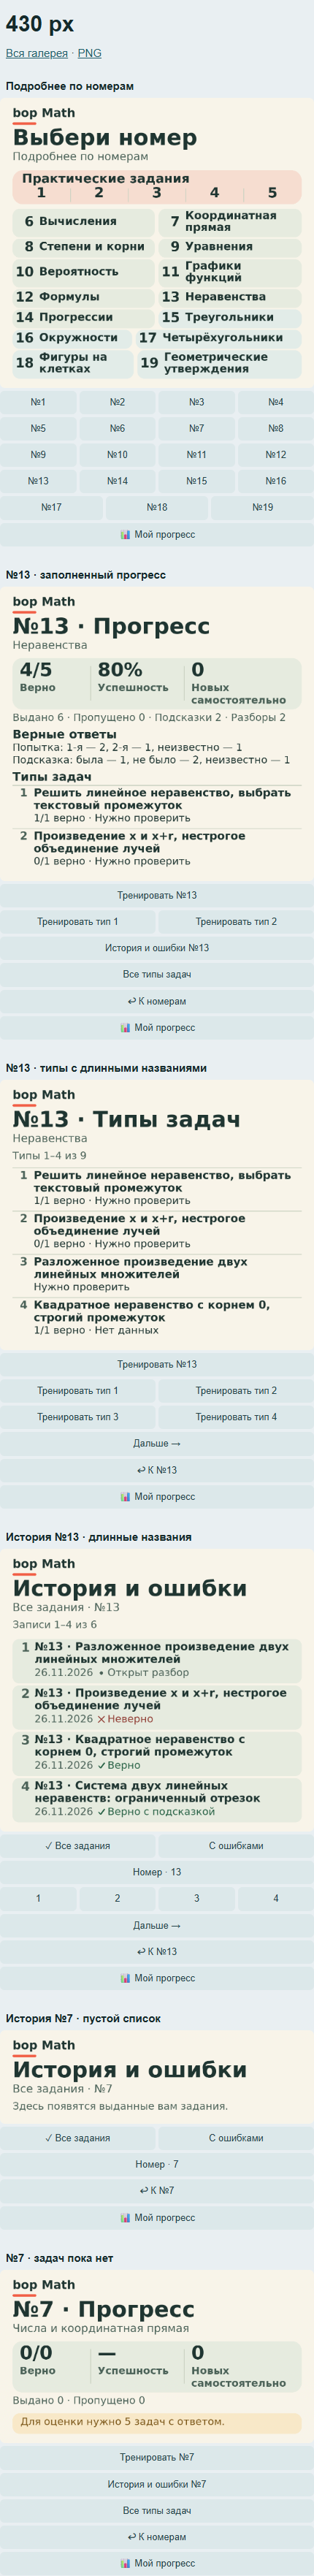 430 px
Вся галерея · PNG
Подробнее по номерам
bop Math
Выбери номер
Подробнее по номерам
Практические задания
1 2 3 4 5
6 Вычисления
7 Координатная прямая
8 Степени и корни
9 Уравнения
10 Вероятность
11 Графики функций
12 Формулы
13 Неравенства
14 Прогрессии
15 Треугольники
16 Окружности
17 Четырёхугольники
18 Фигуры на клетках
19 Геометрические утверждения
№1 №2 №3 №4
№5 №6 №7 №8
№9 №10 №11 №12
№13 №14 №15 №16
№17 №18 №19
📊 Мой прогресс
№13 · заполненный прогресс
bop Math
№13 · Прогресс
Неравенства
4/5 80% 0
Верно Успешность Новых самостоятельно
Выдано 6 · Пропущено 0 · Подсказки 2 · Разборы 2
Верные ответы
Попытка: 1-я — 2, 2-я — 1, неизвестно — 1
Подсказка: была — 1, не было — 2, неизвестно — 1
Типы задач
1 Решить линейное неравенство, выбрать
текстовый промежуток
1/1 верно · Нужно проверить
2 Произведение x и x+r, нестрогое
объединение лучей
0/1 верно · Нужно проверить
Тренировать №13
Тренировать тип 1 Тренировать тип 2
История и ошибки №13
Все типы задач
↩ К номерам
📊 Мой прогресс
№13 · типы с длинными названиями
bop Math
№13 · Типы задач
Неравенства
Типы 1–4 из 9
1 Решить линейное неравенство, выбрать
текстовый промежуток
1/1 верно · Нужно проверить
2 Произведение x и x+r, нестрогое
объединение лучей
0/1 верно · Нужно проверить
3 Разложенное произведение двух
линейных множителей
Нужно проверить
4 Квадратное неравенство с корнем 0,
строгий промежуток
1/1 верно · Нет данных
Тренировать №13
Тренировать тип 1 Тренировать тип 2
Тренировать тип 3 Тренировать тип 4
Дальше →
↩ К №13
📊 Мой прогресс
История №13 · длинные названия
bop Math
История и ошибки
Все задания · №13
Записи 1–4 из 6
1 №13 · Разложенное произведение двух
линейных множителей
26.11.2026 • Открыт разбор
2 №13 · Произведение x и x+r, нестрогое
объединение лучей
26.11.2026 ✗ Неверно
3 №13 · Квадратное неравенство с
корнем 0, строгий промежуток
26.11.2026 ✓ Верно
4 №13 · Система двух линейных
неравенств: ограниченный отрезок
26.11.2026 ✓ Верно с подсказкой
✓ Все задания С ошибками
Номер · 13
1 2 3 4
Дальше →
↩ К №13
📊 Мой прогресс
История №7 · пустой список
bop Math
История и ошибки
Все задания · №7
Здесь появятся выданные вам задания.
✓ Все задания С ошибками
Номер · 7
↩ К №7
📊 Мой прогресс
№7 · задач пока нет
bop Math
№7 · Прогресс
Числа и координатная прямая
0/0 — 0
Верно Успешность Новых самостоятельно
Выдано 0 · Пропущено 0
Для оценки нужно 5 задач с ответом.
Тренировать №7
История и ошибки №7
Все типы задач
↩ К номерам
📊 Мой прогресс